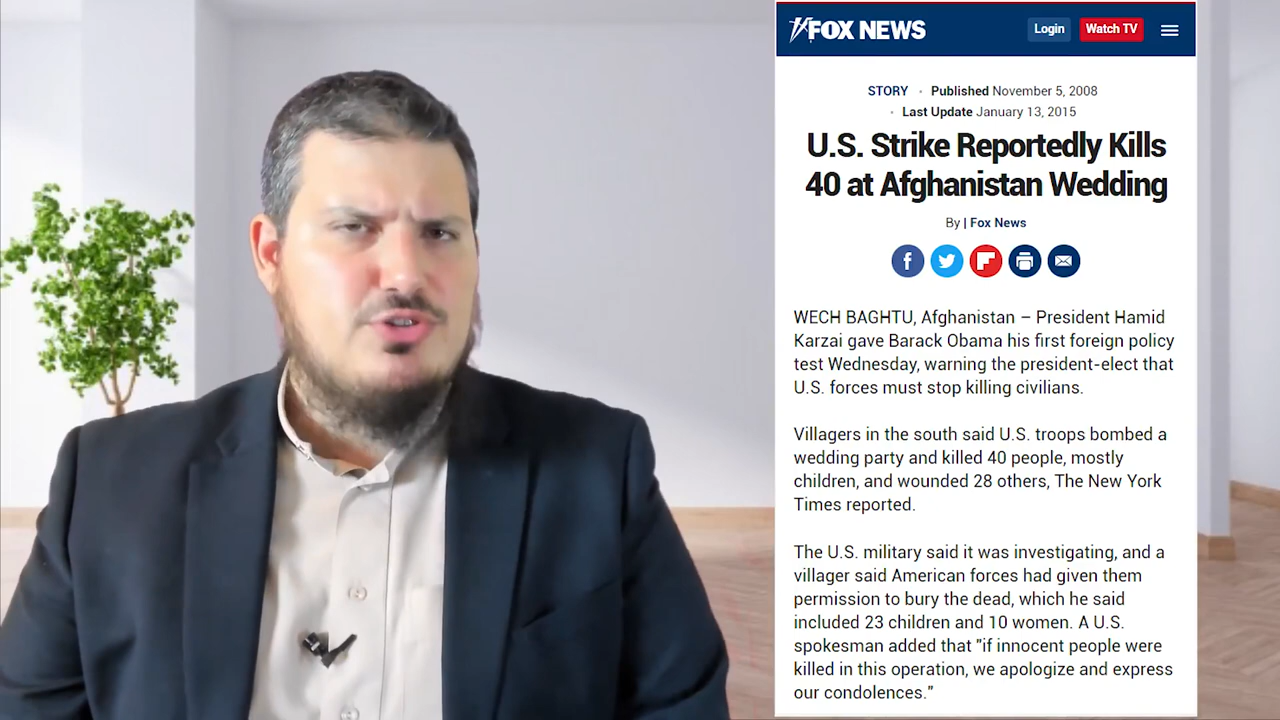 FOX NEWS
Login
Watch TV
STORY · Published November 5, 2008
· Last Update January 13, 2015
U.S. Strike Reportedly Kills
40 at Afghanistan Wedding
By | Fox News
WECH BAGHTU, Afghanistan – President Hamid
Karzai gave Barack Obama his first foreign policy
test Wednesday, warning the president-elect that
U.S. forces must stop killing civilians.
Villagers in the south said U.S. troops bombed a
wedding party and killed 40 people, mostly
children, and wounded 28 others, The New York
Times reported.
The U.S. military said it was investigating, and a
villager said American forces had given them
permission to bury the dead, which he said
included 23 children and 10 women. A U.S.
spokesman added that "if innocent people were
killed in this operation, we apologize and express
our condolences."